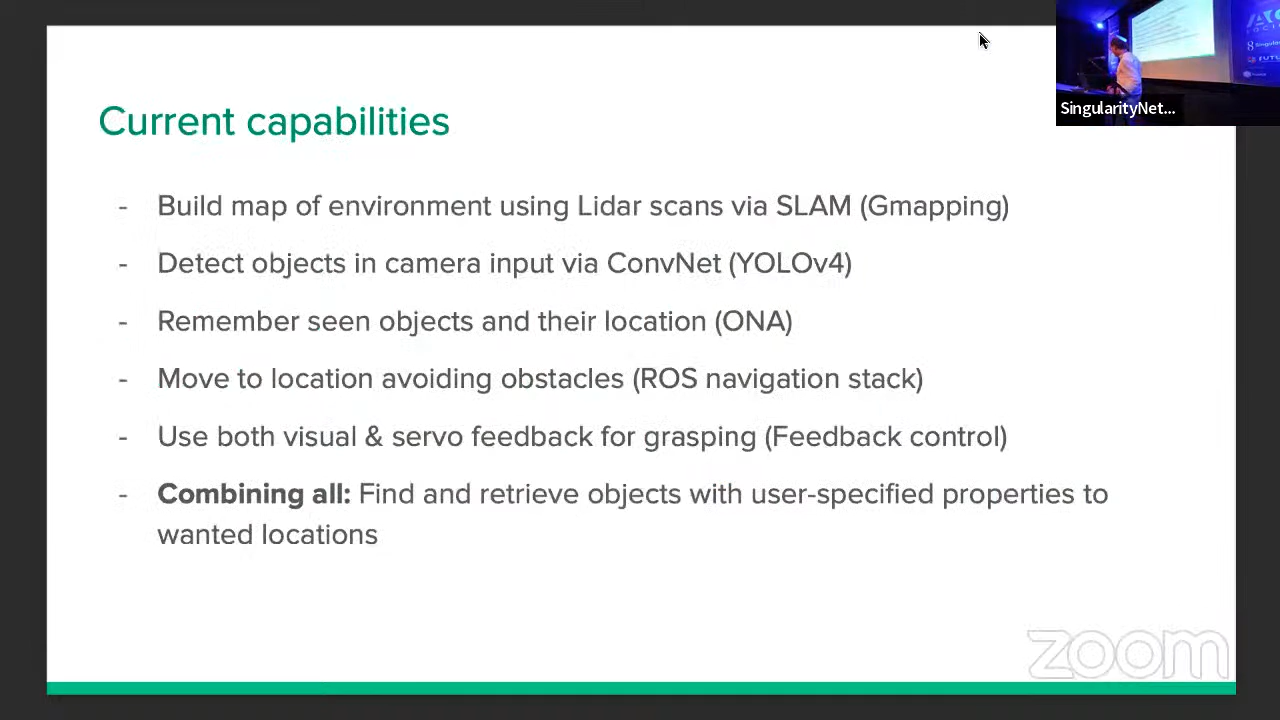 Current capabilities
- Build map of environment using Lidar scans via SLAM (Gmapping)
- Detect objects in camera input via ConvNet (YOLOv4)
- Remember seen objects and their location (ONA)
- Move to location avoiding obstacles (ROS navigation stack)
- Use both visual & servo feedback for grasping (Feedback control)
- Combining all: Find and retrieve objects with user-specified properties to
wanted locations
SingularityNet...
zoom